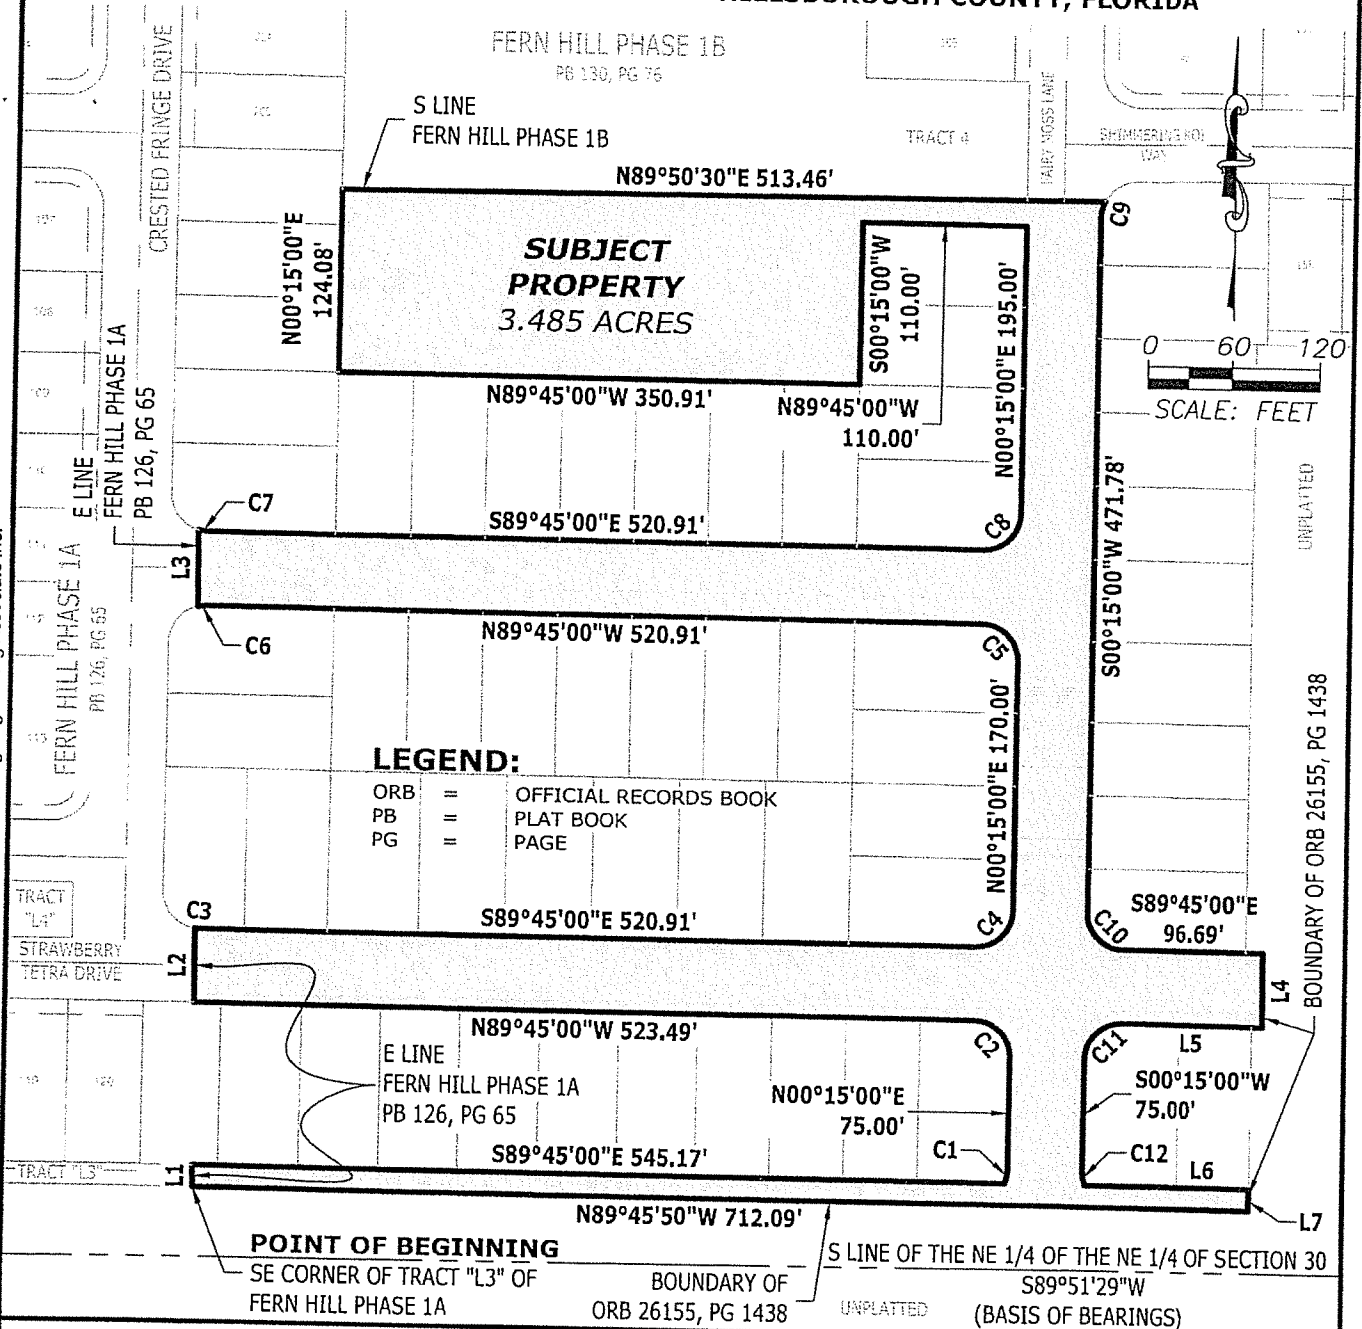 HILLSBOROUGH COUNTY, FLORIDA
FERN HILL PHASE 1B
PB 130, PG 76
CRESTED FRINGE DRIVE
S LINE
FERN HILL PHASE 1B
TRACT 4
FAIRY MOSS LANE
WAY
N89°50'30"E 513.46'
C9
SUBJECT
PROPERTY
3.485 ACRES
N00°15'00"E
124.08'
S00°15'00"W
110.00'
N00°15'00"E 195.00'
0 60 120
SCALE: FEET
N89°45'00"W 350.91'
N89°45'00"W
110.00'
E LINE
FERN HILL PHASE 1A
PB 126, PG 65
C7
S89°45'00"E 520.91'
C8
L3
S00°15'00"W 471.78'
UNPLATTED
N89°45'00"W 520.91'
C6
C5
FERN HILL PHASE 1A
PB 126, PG 65
N00°15'00"E 170.00'
LEGEND:
ORB = OFFICIAL RECORDS BOOK
PB = PLAT BOOK
PG = PAGE
BOUNDARY OF ORB 26155, PG 1438
TRACT
"L4"
C3
S89°45'00"E 520.91'
C4
C10
S89°45'00"E
96.69'
STRAWBERRY
TETRA DRIVE
L2
L4
N89°45'00"W 523.49'
C2
C11
L5
E LINE
FERN HILL PHASE 1A
PB 126, PG 65
N00°15'00"E
75.00'
S00°15'00"W
75.00'
120
S89°45'00"E 545.17'
C1
C12
L6
TRACT "L3"
L1
N89°45'50"W 712.09'
L7
POINT OF BEGINNING
SE CORNER OF TRACT "L3" OF
FERN HILL PHASE 1A
BOUNDARY OF
ORB 26155, PG 1438
S LINE OF THE NE 1/4 OF THE NE 1/4 OF SECTION 30
S89°51'29"W
(BASIS OF BEARINGS)
UNPLATTED